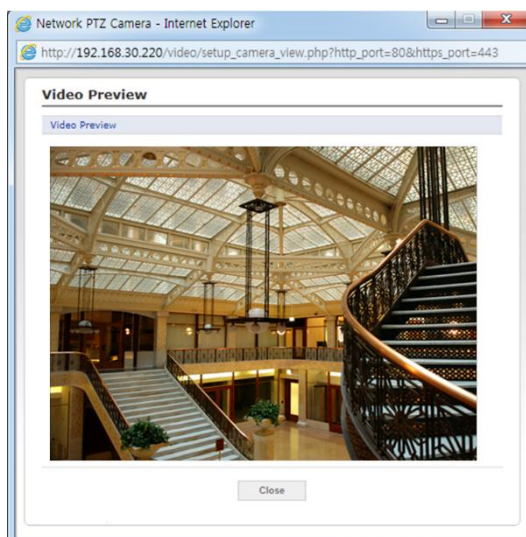 Network PTZ Camera - Internet Explorer
http://192.168.30.220/video/setup_camera_view.php?http_port=80&https_port=443
Video Preview
Video Preview
Close